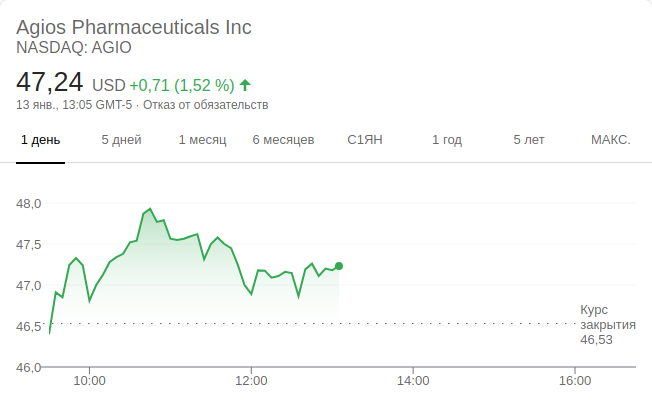 Agios Pharmaceuticals Inc
NASDAQ: AGIO
47,24 USD +0,71 (1,52 %)
13 янв., 13:05 GMT-5 · Отказ от обязательств
1 день 5 дней 1 месяц 6 месяцев С1ЯН 1 год 5 лет МАКС.
48,0
47,5
47,0
46,5
46,0
Курс
закрытия
46,53
10:00 12:00 14:00 16:00